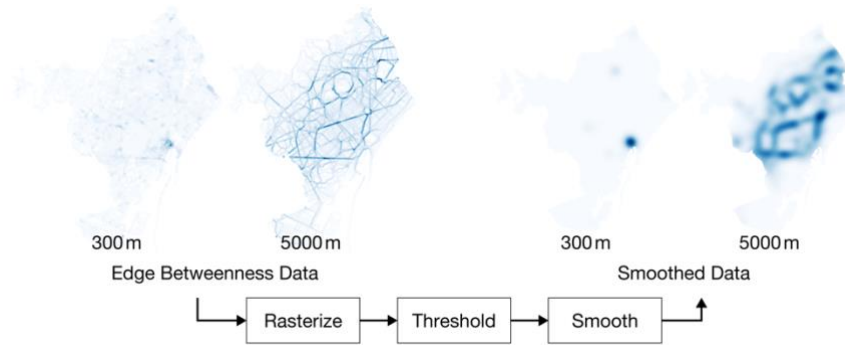 300 m 5000 m 300 m 5000 m
Edge Betweenness Data Smoothed Data
Rasterize Threshold Smooth